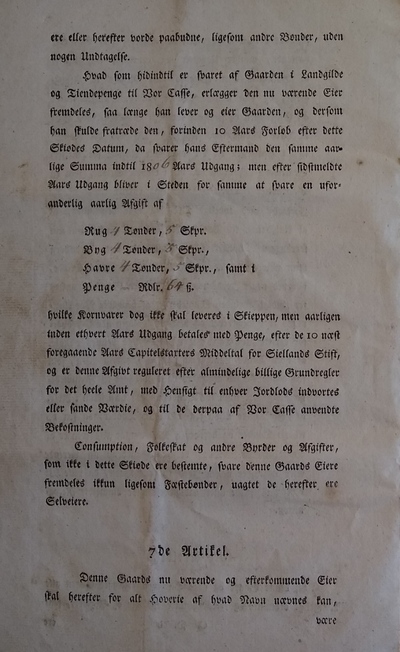 ere eller herefter vorde paabudne, ligesom andre Bønder, uden
nogen Undtagelse.
Hvad som hidindtil er svaret af Gaarden i Landgilde
og Tiendepenge til Vor Casse, erlægger den nu værende Eier
fremdeles, saa længe han lever og eier Gaarden, og dersom
han skulde fratræde den, forinden 10 Aars Forløb efter dette
Skiødes Datum, da svarer hans Eftermand den samme aar-
lige Summa indtil 1806 Aars Udgang; men efter sidstmeldte
Aars Udgang bliver i Steden for samme at svare en ufor-
anderlig aarlig Afgift af
Rug 4 Tønder, 5 Skpr.
Byg 4 Tønder, 5 Skpr.,
Havre 4 Tønder, 5 Skpr., samt i
Penge Rdlr. 64 ß.
hvilke Kornvarer dog ikke skal leveres i Skieppen, men aarligen
inden ethvert Aars Udgang betales med Penge, efter de 10 næst
foregaaende Aars Capitelstaxters Middeltal for Siellands Stift,
og er denne Afgivt reguleret efter almindelige billige Grundregler
for det heele Amt, med Hensigt til enhver Jordlods indvortes
eller sande Værdie, og til de derpaa af Vor Casse anvendte
Bekostninger.
Consumption, Folkeskat og andre Byrder og Afgifter,
som ikke i dette Skiøde ere bestemte, svare denne Gaards Eiere
fremdeles ikkun ligesom Fæstebønder, uagtet de herefter ere
Selveiere.
7de Artikel.
Denne Gaards nu værende og efterkommende Eier
skal herefter for alt Hoverie af hvad Navn nævnes kan,
være